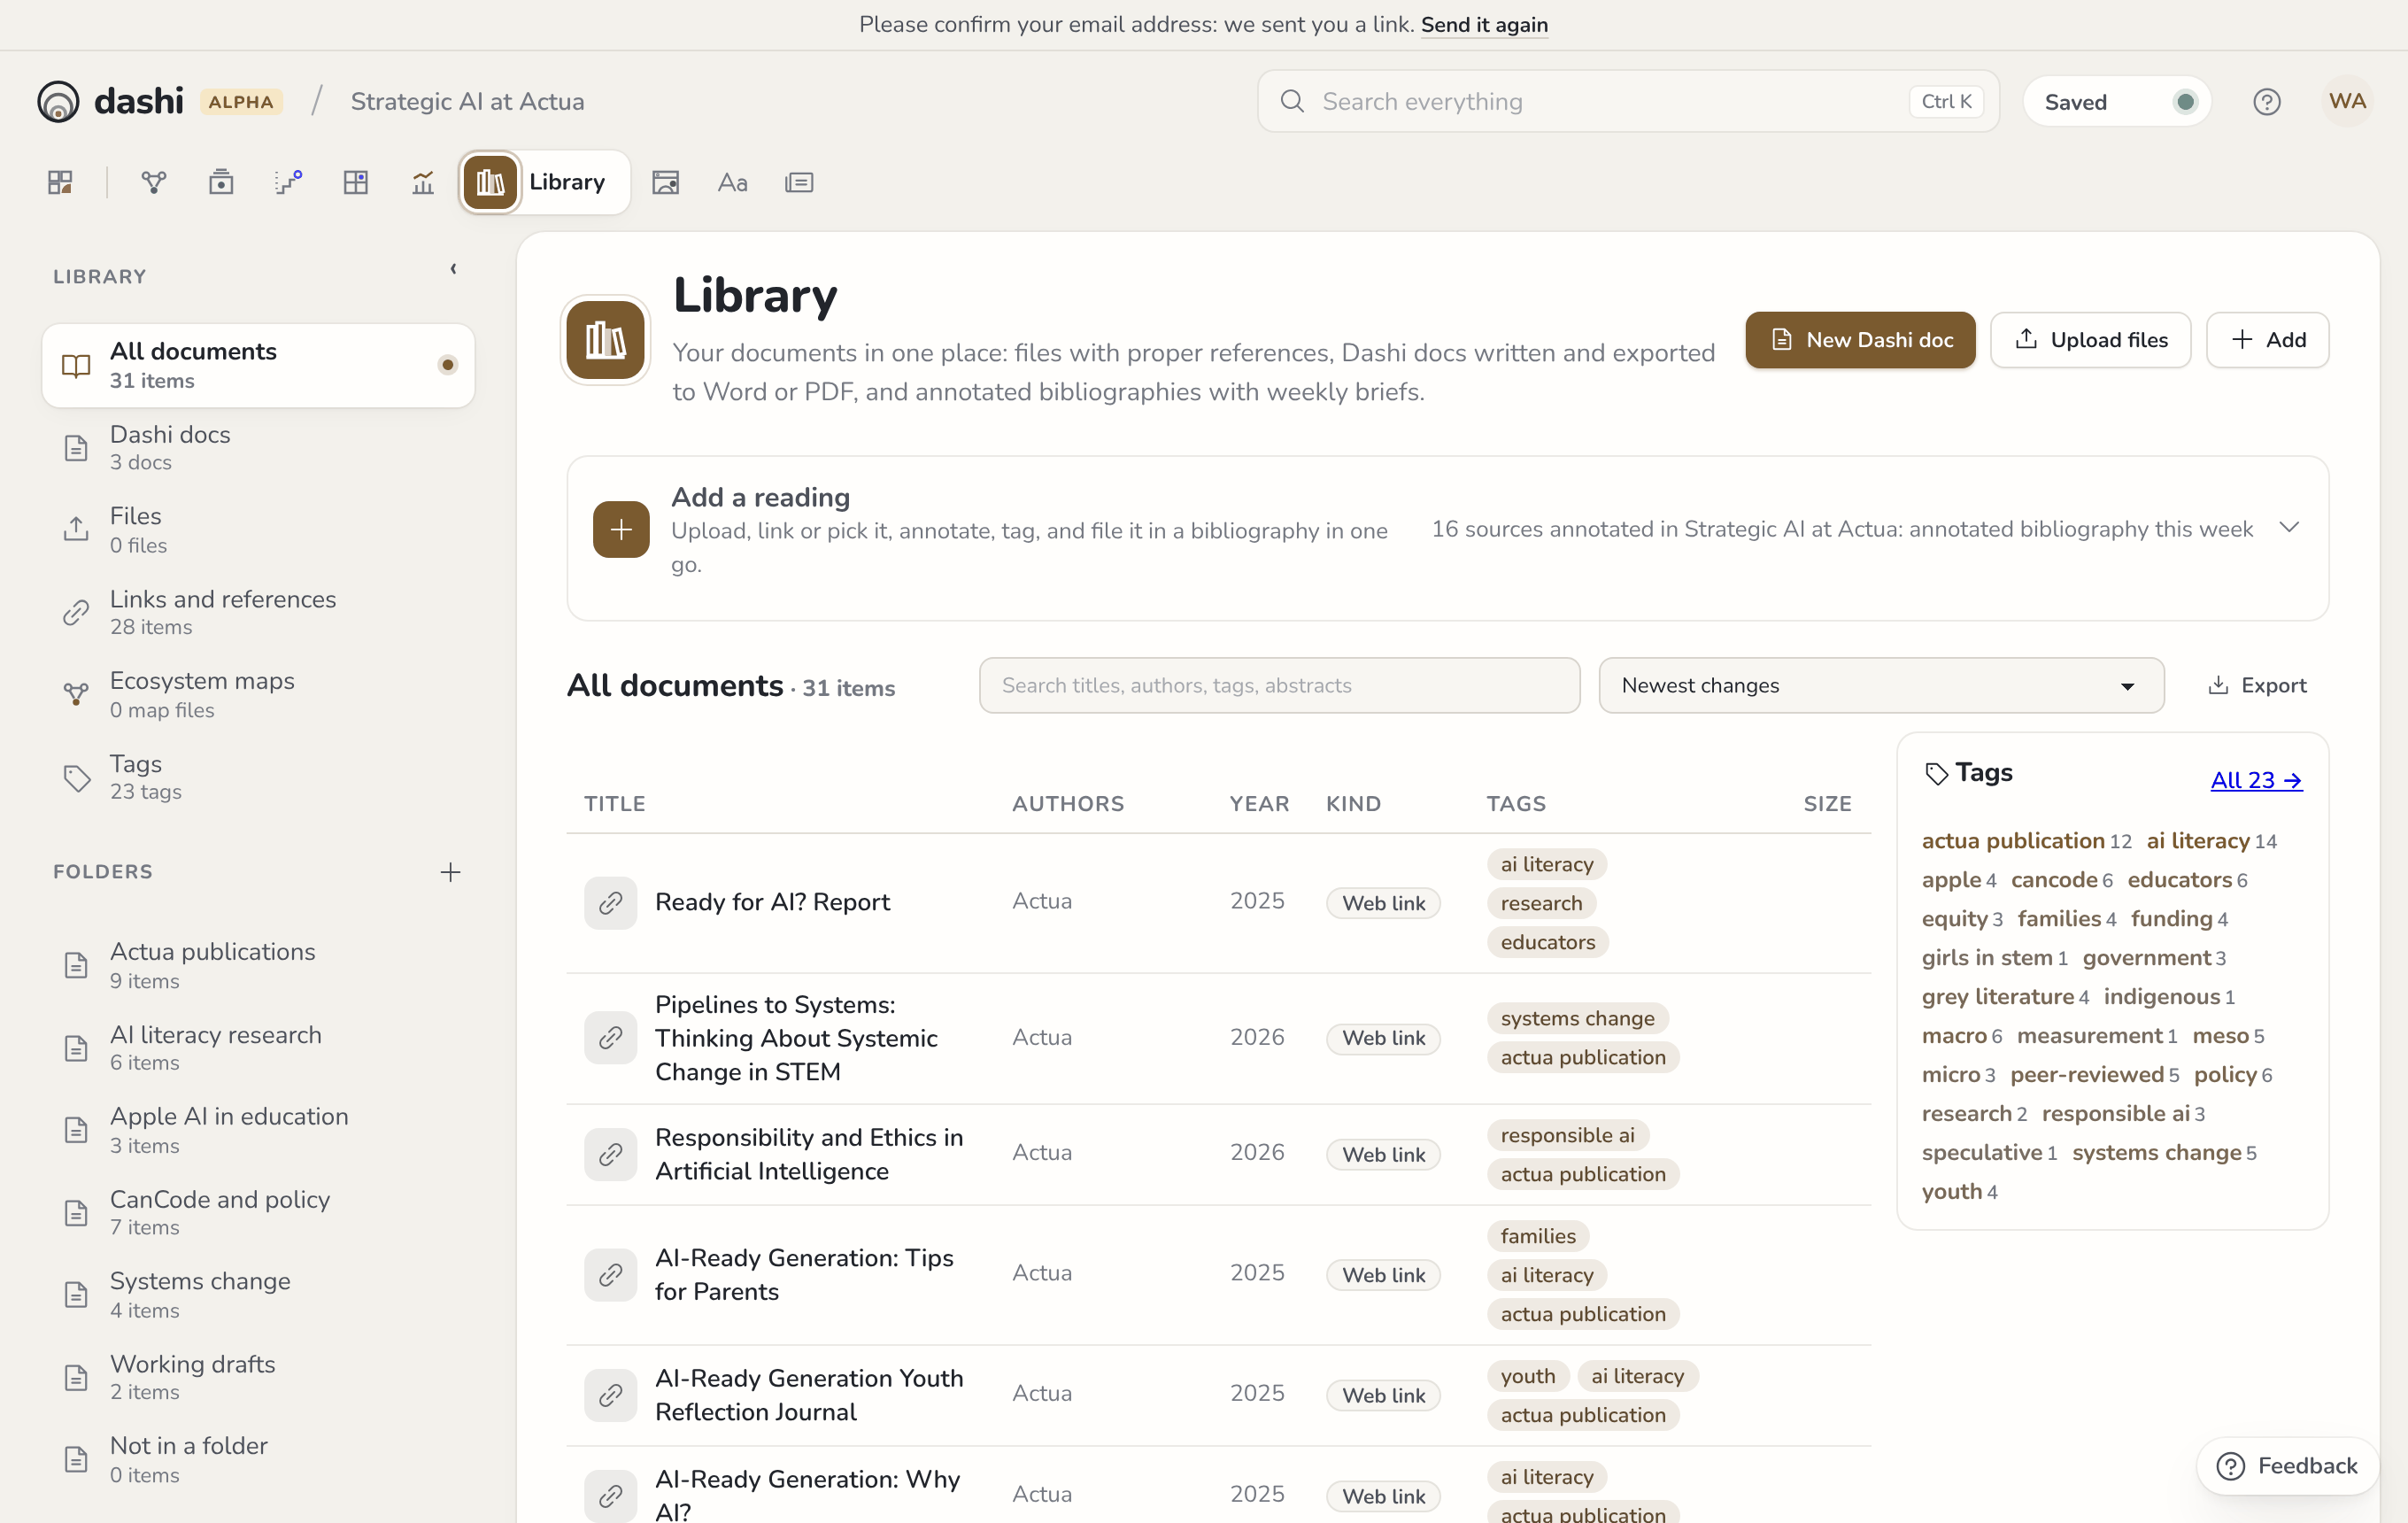 Please confirm your email address: we sent you a link. Send it again
dashi ALPHA / Strategic AI at Actua
Search everything Ctrl K
Saved
WA
Library
Aa
LIBRARY
All documents
31 items
Dashi docs
3 docs
Files
0 files
Links and references
28 items
Ecosystem maps
0 map files
Tags
23 tags
FOLDERS
Actua publications
9 items
AI literacy research
6 items
Apple AI in education
3 items
CanCode and policy
7 items
Systems change
4 items
Working drafts
2 items
Not in a folder
0 items
Library
Your documents in one place: files with proper references, Dashi docs written and exported
to Word or PDF, and annotated bibliographies with weekly briefs.
New Dashi doc
Upload files
Add
Add a reading
Upload, link or pick it, annotate, tag, and file it in a bibliography in one
go.
16 sources annotated in Strategic AI at Actua: annotated bibliography this week
All documents · 31 items
Search titles, authors, tags, abstracts
Newest changes
Export
TITLE AUTHORS YEAR KIND TAGS SIZE
Ready for AI? Report
Actua
2025
Web link
ai literacy
research
educators
Pipelines to Systems:
Thinking About Systemic
Change in STEM
Actua
2026
Web link
systems change
actua publication
Responsibility and Ethics in
Artificial Intelligence
Actua
2026
Web link
responsible ai
actua publication
AI-Ready Generation: Tips
for Parents
Actua
2025
Web link
families
ai literacy
actua publication
AI-Ready Generation Youth
Reflection Journal
Actua
2025
Web link
youth ai literacy
actua publication
AI-Ready Generation: Why
AI?
Actua
2025
Web link
ai literacy
actua publication
Tags
All 23 →
actua publication 12 ai literacy 14
apple 4 cancode 6 educators 6
equity 3 families 4 funding 4
girls in stem 1 government 3
grey literature 4 indigenous 1
macro 6 measurement 1 meso 5
micro 3 peer-reviewed 5 policy 6
research 2 responsible ai 3
speculative 1 systems change 5
youth 4
Feedback